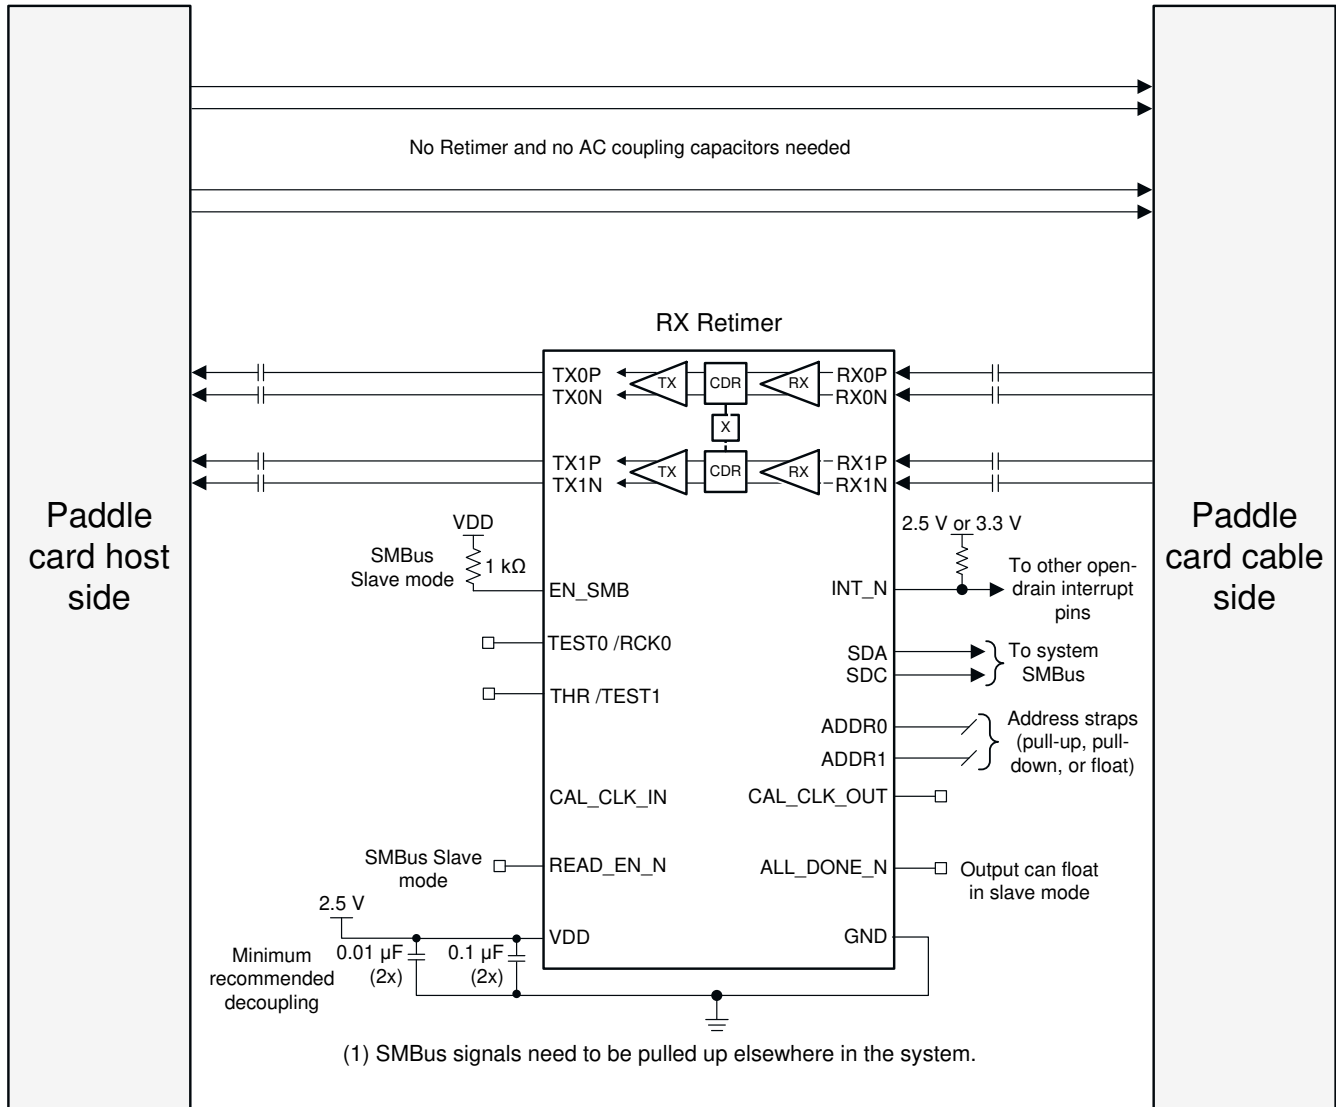 No Retimer and no AC coupling capacitors needed
RX Retimer
TX0P
TX
CDR
RX
RX0P
TX0N
RX0N
X
TX1P
TX
CDR
RX
RX1P
TX1N
RX1N
Paddle
card host
side
Paddle
card cable
side
VDD
SMBus
Slave mode
1 kΩ
EN_SMB
2.5 V or 3.3 V
INT_N
To other open-
drain interrupt
pins
TEST0 /RCK0
SDA
SDC
To system
SMBus
THR /TEST1
ADDR0
ADDR1
Address straps
(pull-up, pull-
down, or float)
CAL_CLK_IN
CAL_CLK_OUT
SMBus Slave
mode
READ_EN_N
ALL_DONE_N
Output can float
in slave mode
2.5 V
VDD
GND
Minimum
recommended
decoupling
0.01 µF
(2x)
0.1 µF
(2x)
(1) SMBus signals need to be pulled up elsewhere in the system.